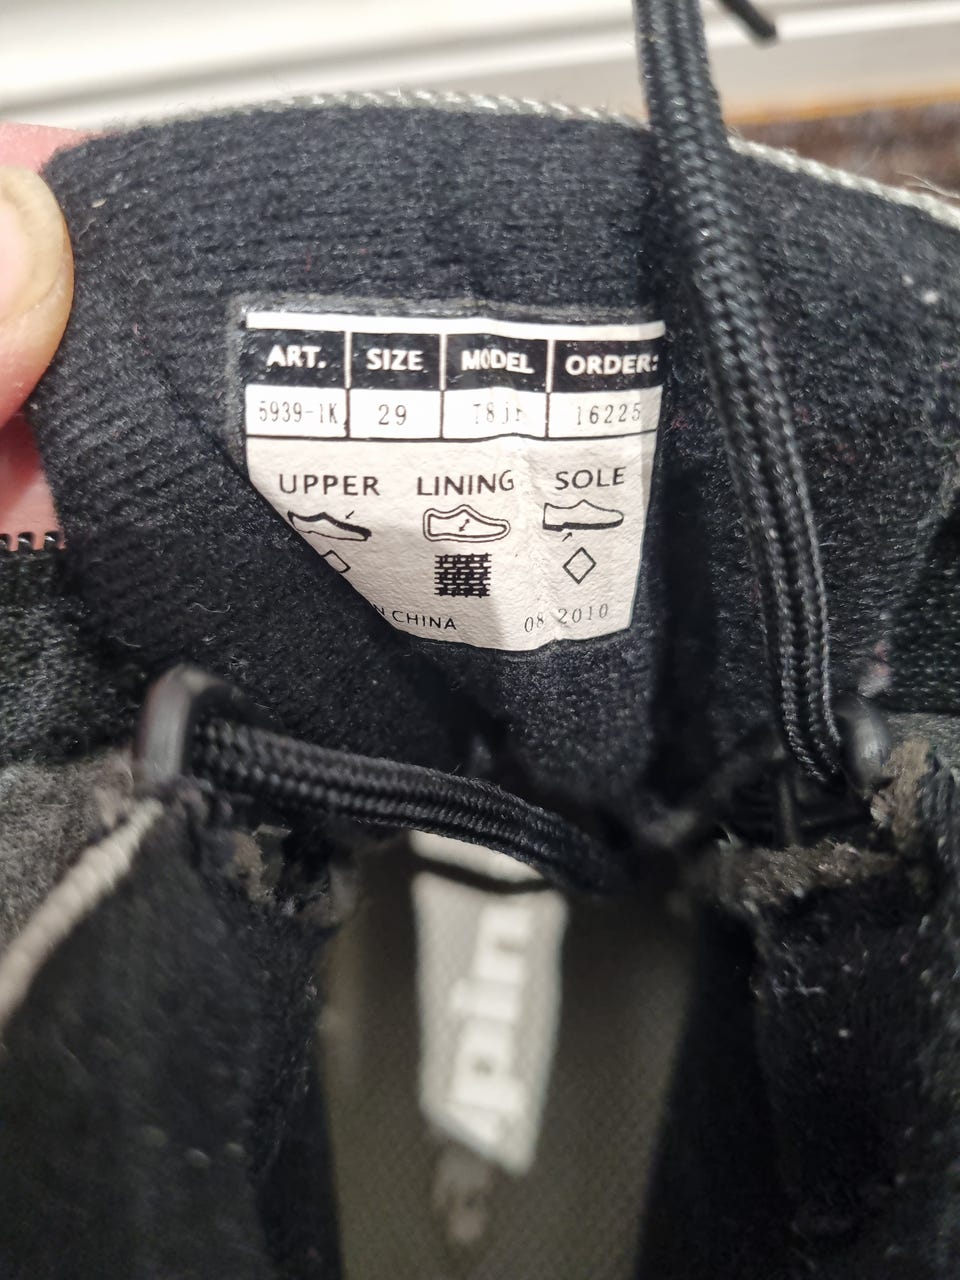 ART. SIZE MODEL ORDER:
5939-1K 29 16225
UPPER LINING SOLE
CHINA 08 2010